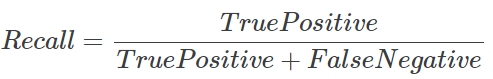 Recall = TruePositive / TruePositive + FalseNegative